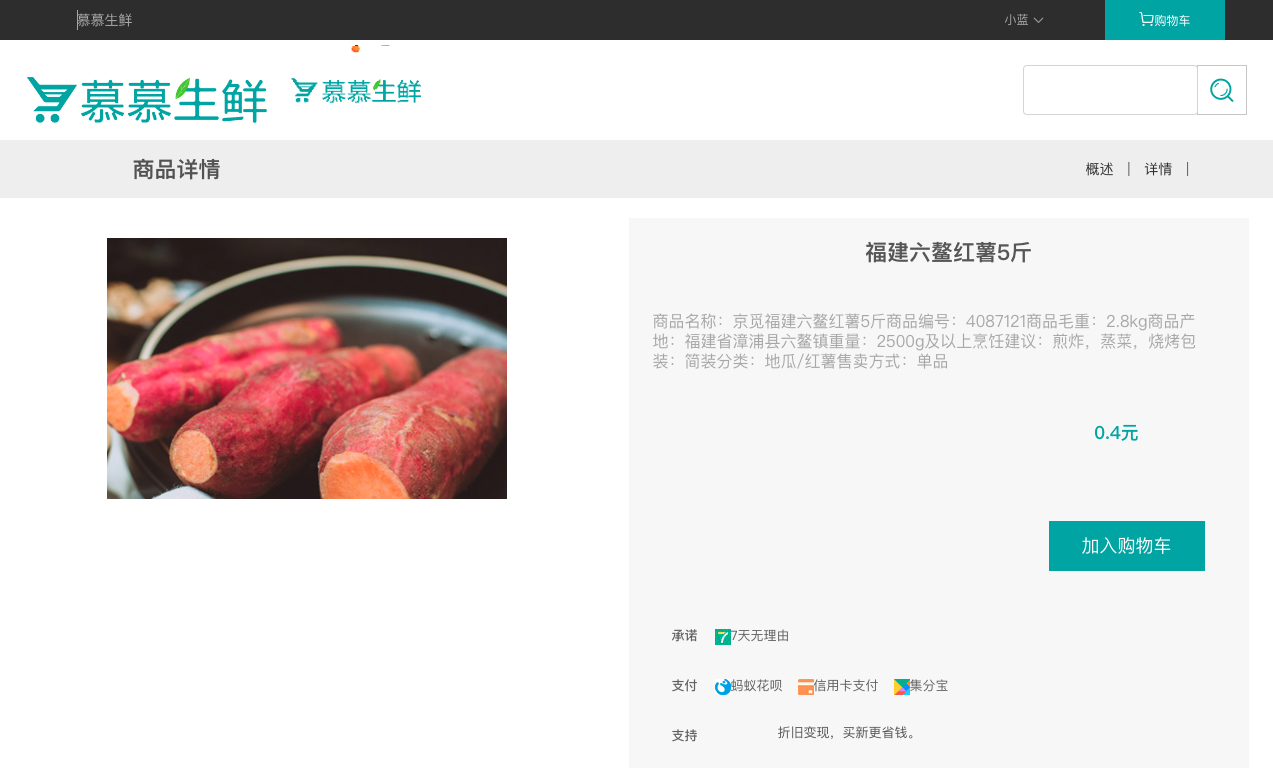 慕慕生鲜
小蓝
购物车
慕慕生鲜
慕慕生鲜
商品详情
概述 | 详情 |
福建六鳌红薯5斤
商品名称：京觅福建六鳌红薯5斤商品编号：4087121商品毛重：2.8kg商品产
地：福建省漳浦县六鳌镇重量：2500g及以上烹饪建议：煎炸，蒸菜，烧烤包
装：简装分类：地瓜/红薯售卖方式：单品
0.4元
加入购物车
承诺 7 7天无理由
支付 蚂蚁花呗 信用卡支付 集分宝
支持 折旧变现，买新更省钱。